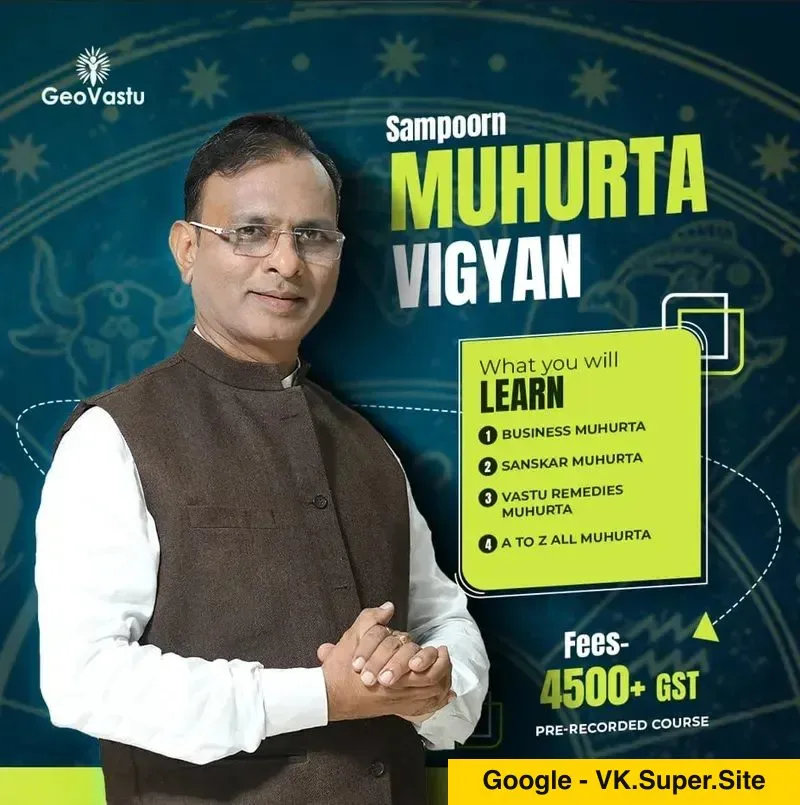 GeoVastu
Sampoorn
MUHURTA
VIGYAN
What you will
LEARN
1 BUSINESS MUHURTA
2 SANSKAR MUHURTA
3 VASTU REMEDIES
MUHURTA
4 A TO Z ALL MUHURTA
Fees-
4500+ GST
PRE-RECORDED COURSE
Google - VK.Super.Site